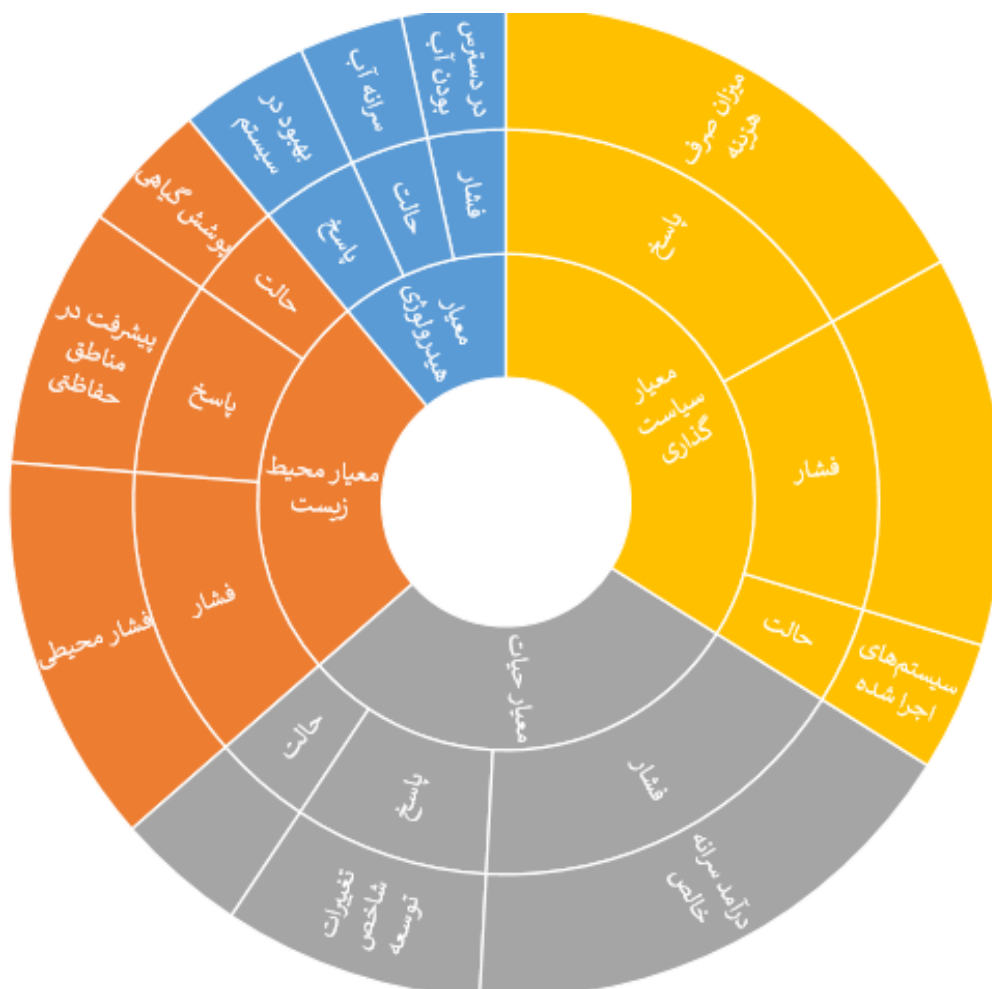 میزان صرف
هزینه
پاسخ
معیار
سیاست
گذاری
فشار
حالت
سیستم‌های
اجرا شده
معیار حیات
فشار
درآمد سرانه
خالص
پاسخ
توسعه
شاخص
تغییرات
حالت
معیار محیط
زیست
فشار
فشار محیطی
پاسخ
پیشرفت در
مناطق
حفاظتی
حالت
پوشش گیاهی
معیار
هیدرولوژی
پاسخ
بهبود در
سیستم
حالت
سرانه آب
فشار
در دسترس
بودن آب